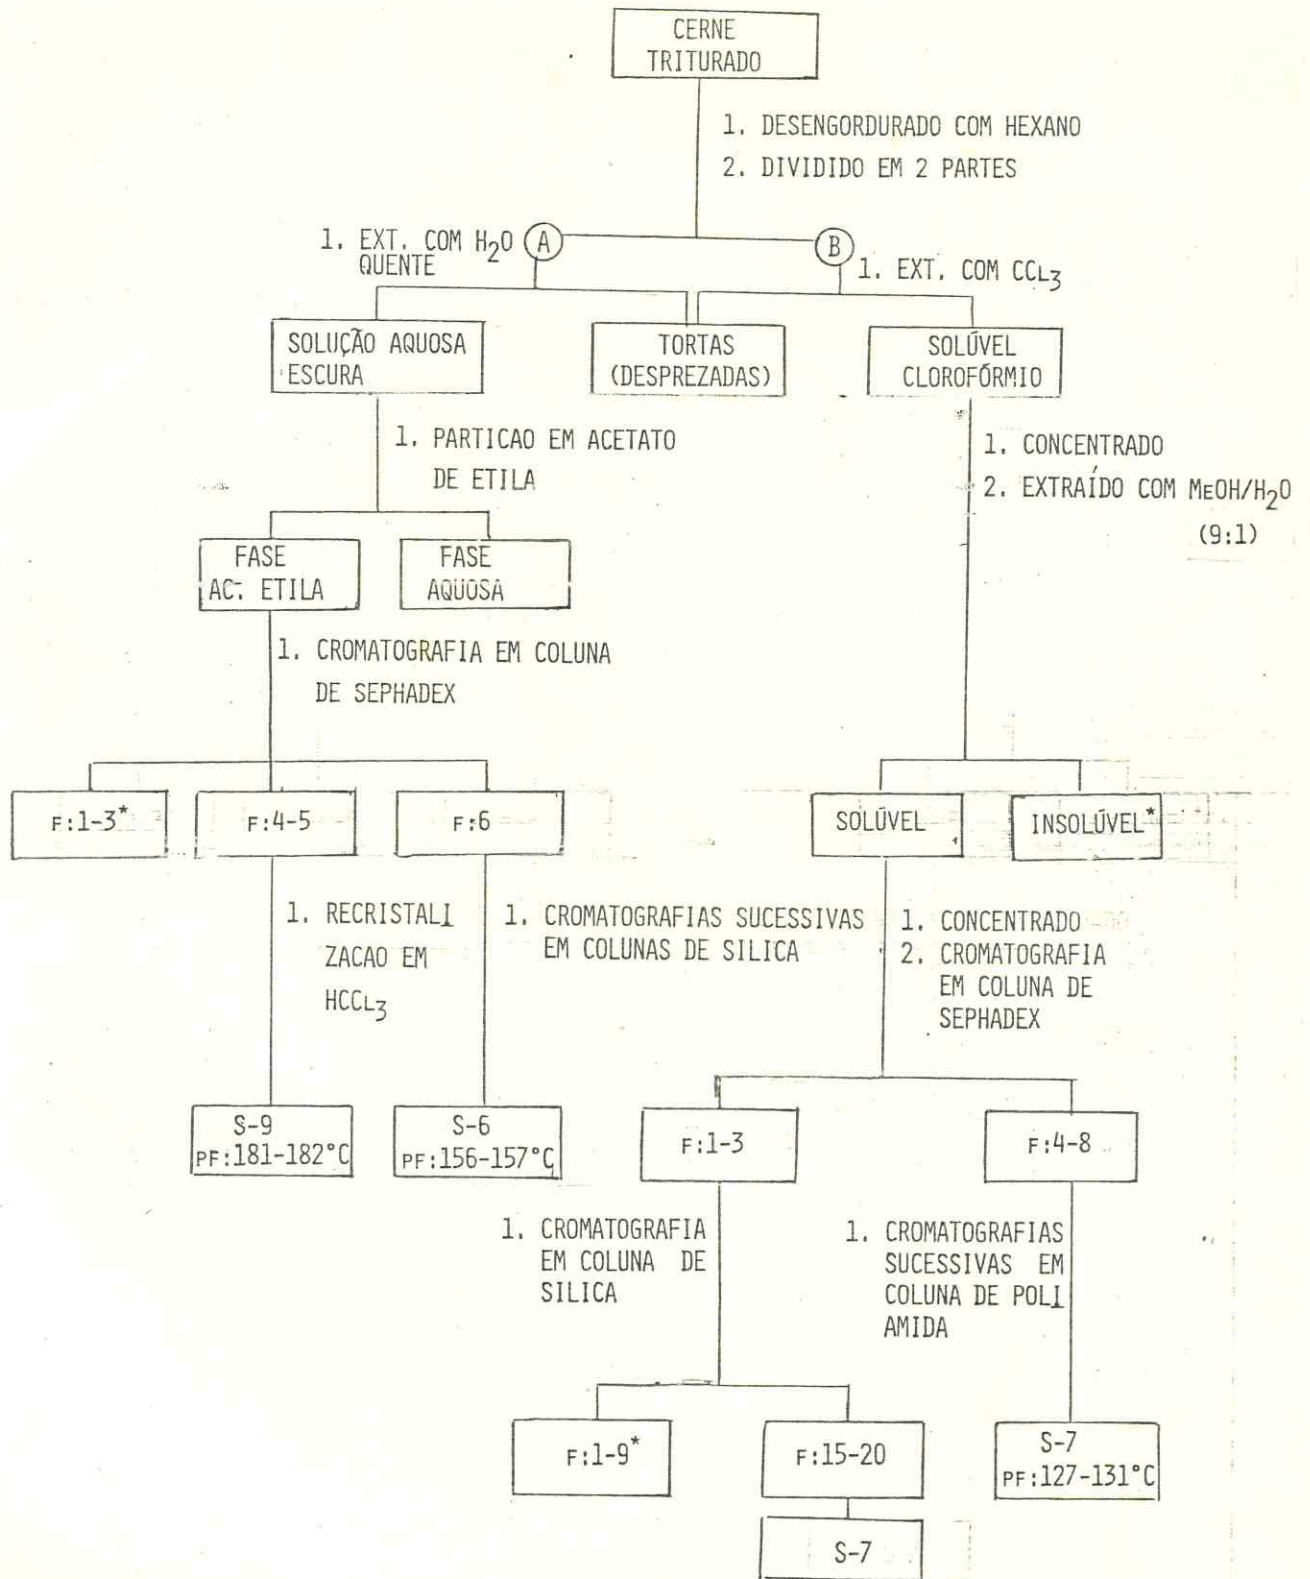 CERNE
TRITURADO
1. DESENGORDURADO COM HEXANO
2. DIVIDIDO EM 2 PARTES
1. EXT. COM H2O
QUENTE
A
B
1. EXT. COM CCL3
SOLUÇÃO AQUOSA
ESCURA
TORTAS
(DESPREZADAS)
SOLÚVEL
CLOROFÓRMIO
1. PARTICAO EM ACETATO
DE ETILA
1. CONCENTRADO
2. EXTRAÍDO COM MEOH/H2O
(9:1)
FASE
AC. ETILA
FASE
AQUOSA
1. CROMATOGRAFIA EM COLUNA
DE SEPHADEX
F:1-3*
F:4-5
F:6
SOLÚVEL
INSOLÚVEL*
1. RECRISTALI
ZACAO EM
HCCL3
1. CROMATOGRAFIAS SUCESSIVAS
EM COLUNAS DE SILICA
1. CONCENTRADO
2. CROMATOGRAFIA
EM COLUNA DE
SEPHADEX
S-9
PF:181-182°C
S-6
PF:156-157°C
F:1-3
F:4-8
1. CROMATOGRAFIA
EM COLUNA DE
SILICA
1. CROMATOGRAFIAS
SUCESSIVAS EM
COLUNA DE POLI
AMIDA
F:1-9*
F:15-20
S-7
PF:127-131°C
S-7